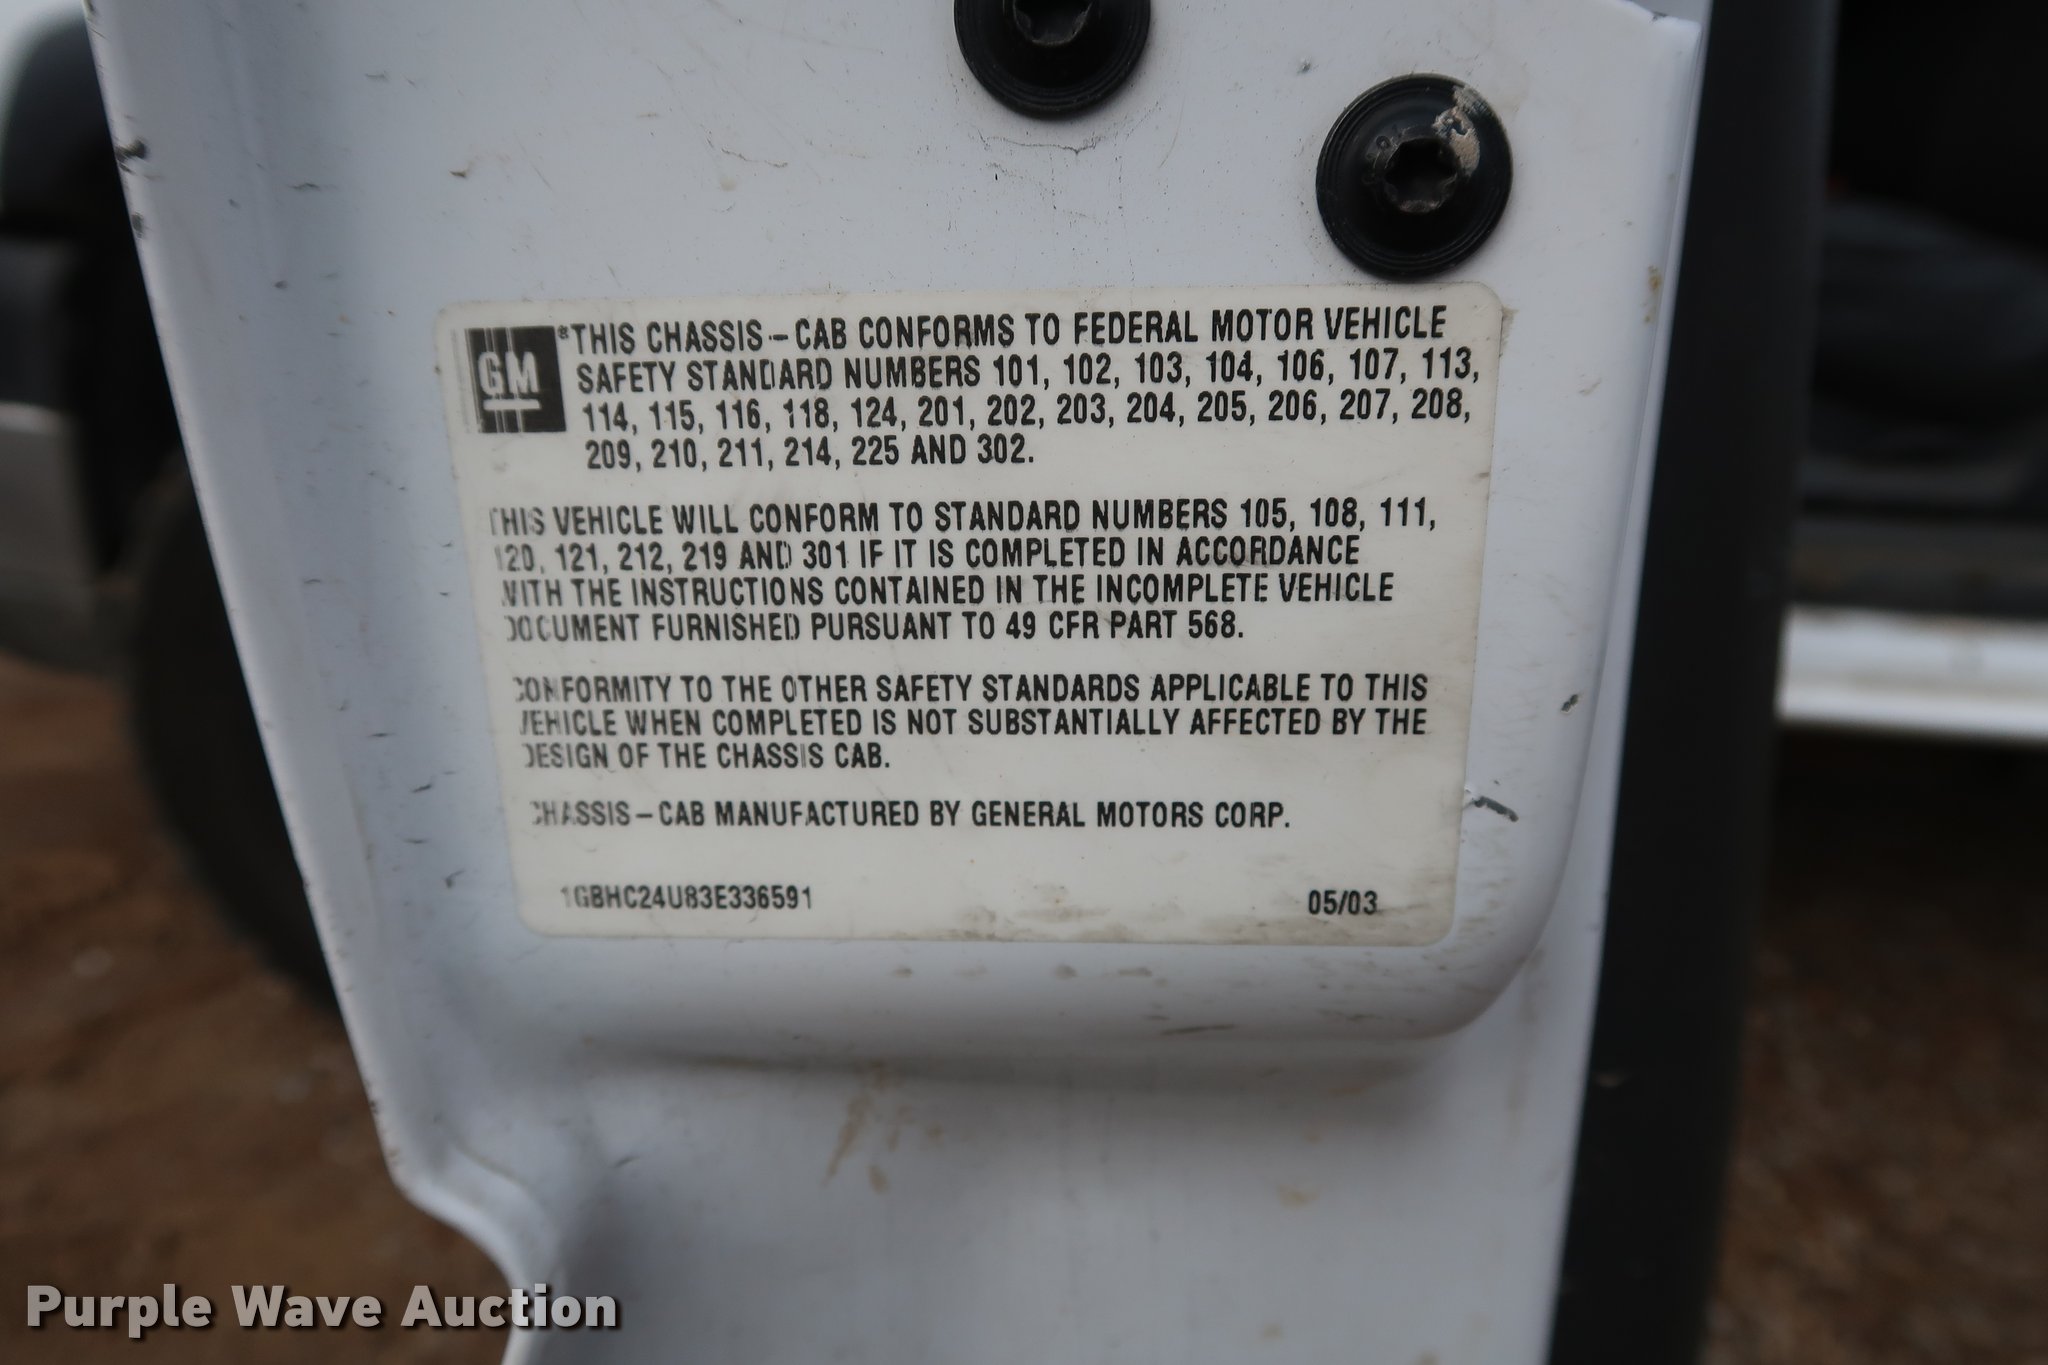 GM
®THIS CHASSIS-CAB CONFORMS TO FEDERAL MOTOR VEHICLE
SAFETY STANDARD NUMBERS 101, 102, 103, 104, 106, 107, 113,
114, 115, 116, 118, 124, 201, 202, 203, 204, 205, 206, 207, 208,
209, 210, 211, 214, 225 AND 302.
THIS VEHICLE WILL CONFORM TO STANDARD NUMBERS 105, 108, 111,
120, 121, 212, 219 AND 301 IF IT IS COMPLETED IN ACCORDANCE
WITH THE INSTRUCTIONS CONTAINED IN THE INCOMPLETE VEHICLE
DOCUMENT FURNISHED PURSUANT TO 49 CFR PART 568.
CONFORMITY TO THE OTHER SAFETY STANDARDS APPLICABLE TO THIS
VEHICLE WHEN COMPLETED IS NOT SUBSTANTIALLY AFFECTED BY THE
DESIGN OF THE CHASSIS CAB.
CHASSIS-CAB MANUFACTURED BY GENERAL MOTORS CORP.
1GBHC24U83E336591 05/03
Purple Wave Auction